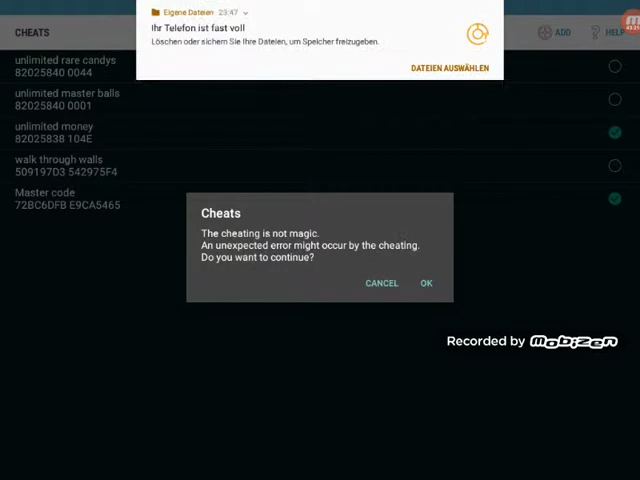 Eigene Dateien 23:47
Ihr Telefon ist fast voll
Löschen oder sichern Sie Ihre Dateien, um Speicher freizugeben.
DATEIEN AUSWÄHLEN
CHEATS
ADD
HELP
unlimited rare candys
82025840 0044
unlimited master balls
82025840 0001
unlimited money
82025838 104E
walk through walls
509197D3 542975F4
Master code
72BC6DFB E9CA5465
Cheats
The cheating is not magic.
An unexpected error might occur by the cheating.
Do you want to continue?
CANCEL OK
Recorded by Mobizen